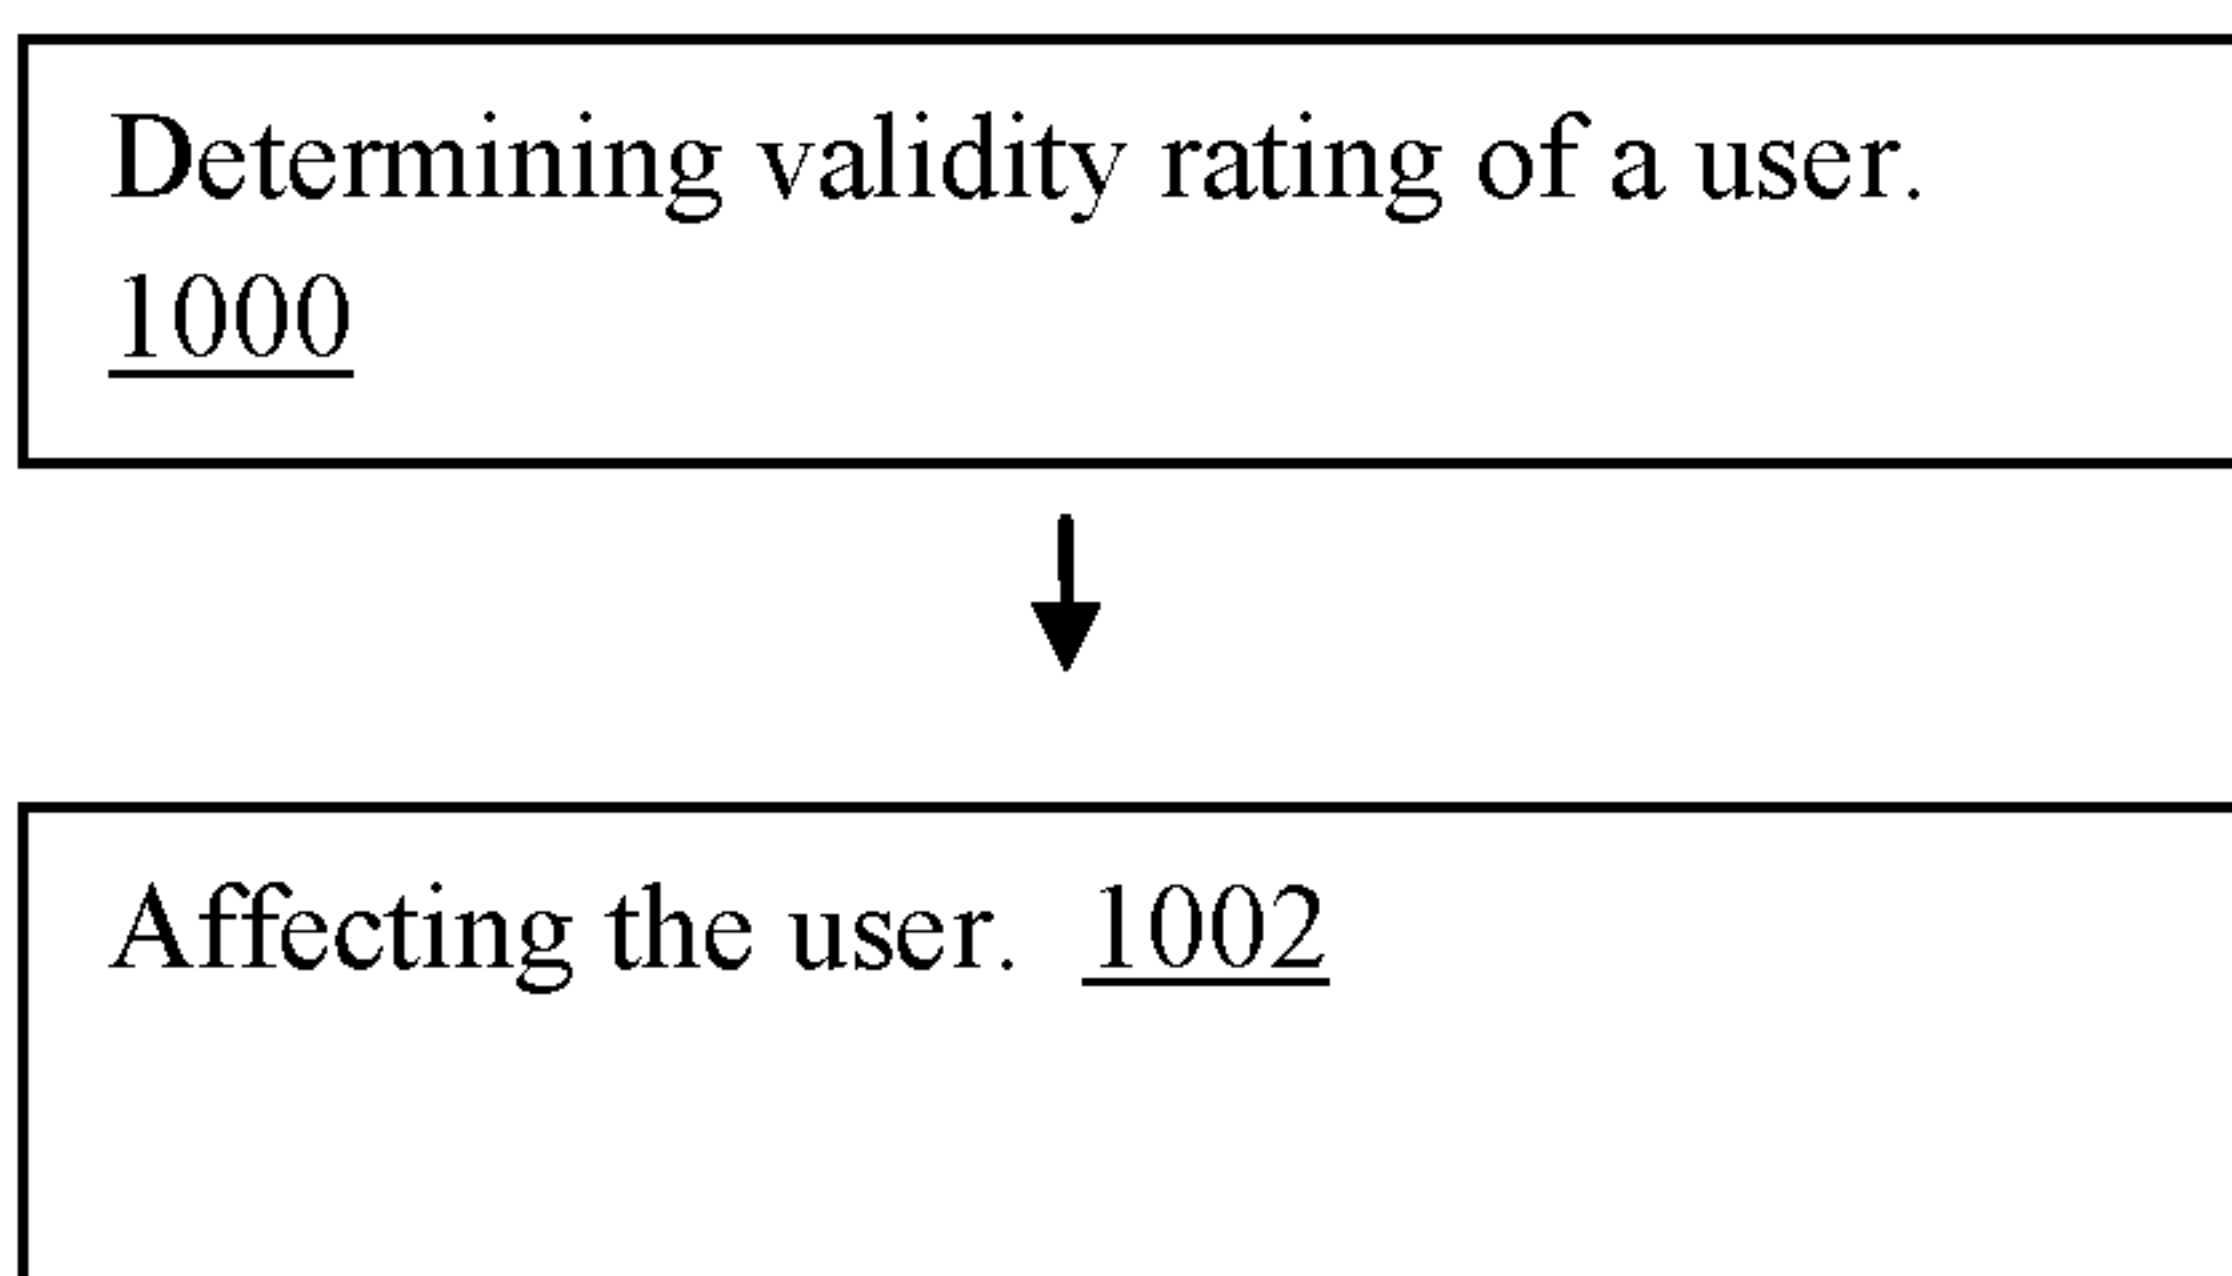 Determining validity rating of a user.
1000
Affecting the user. 1002